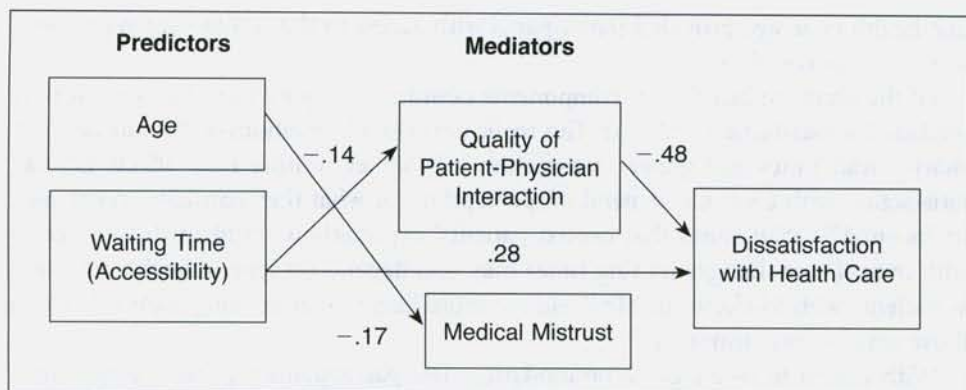 Predictors
Mediators
Age
−.14
Quality of
Patient-Physician
Interaction
−.48
Waiting Time
(Accessibility)
.28
Dissatisfaction
with Health Care
−.17
Medical Mistrust